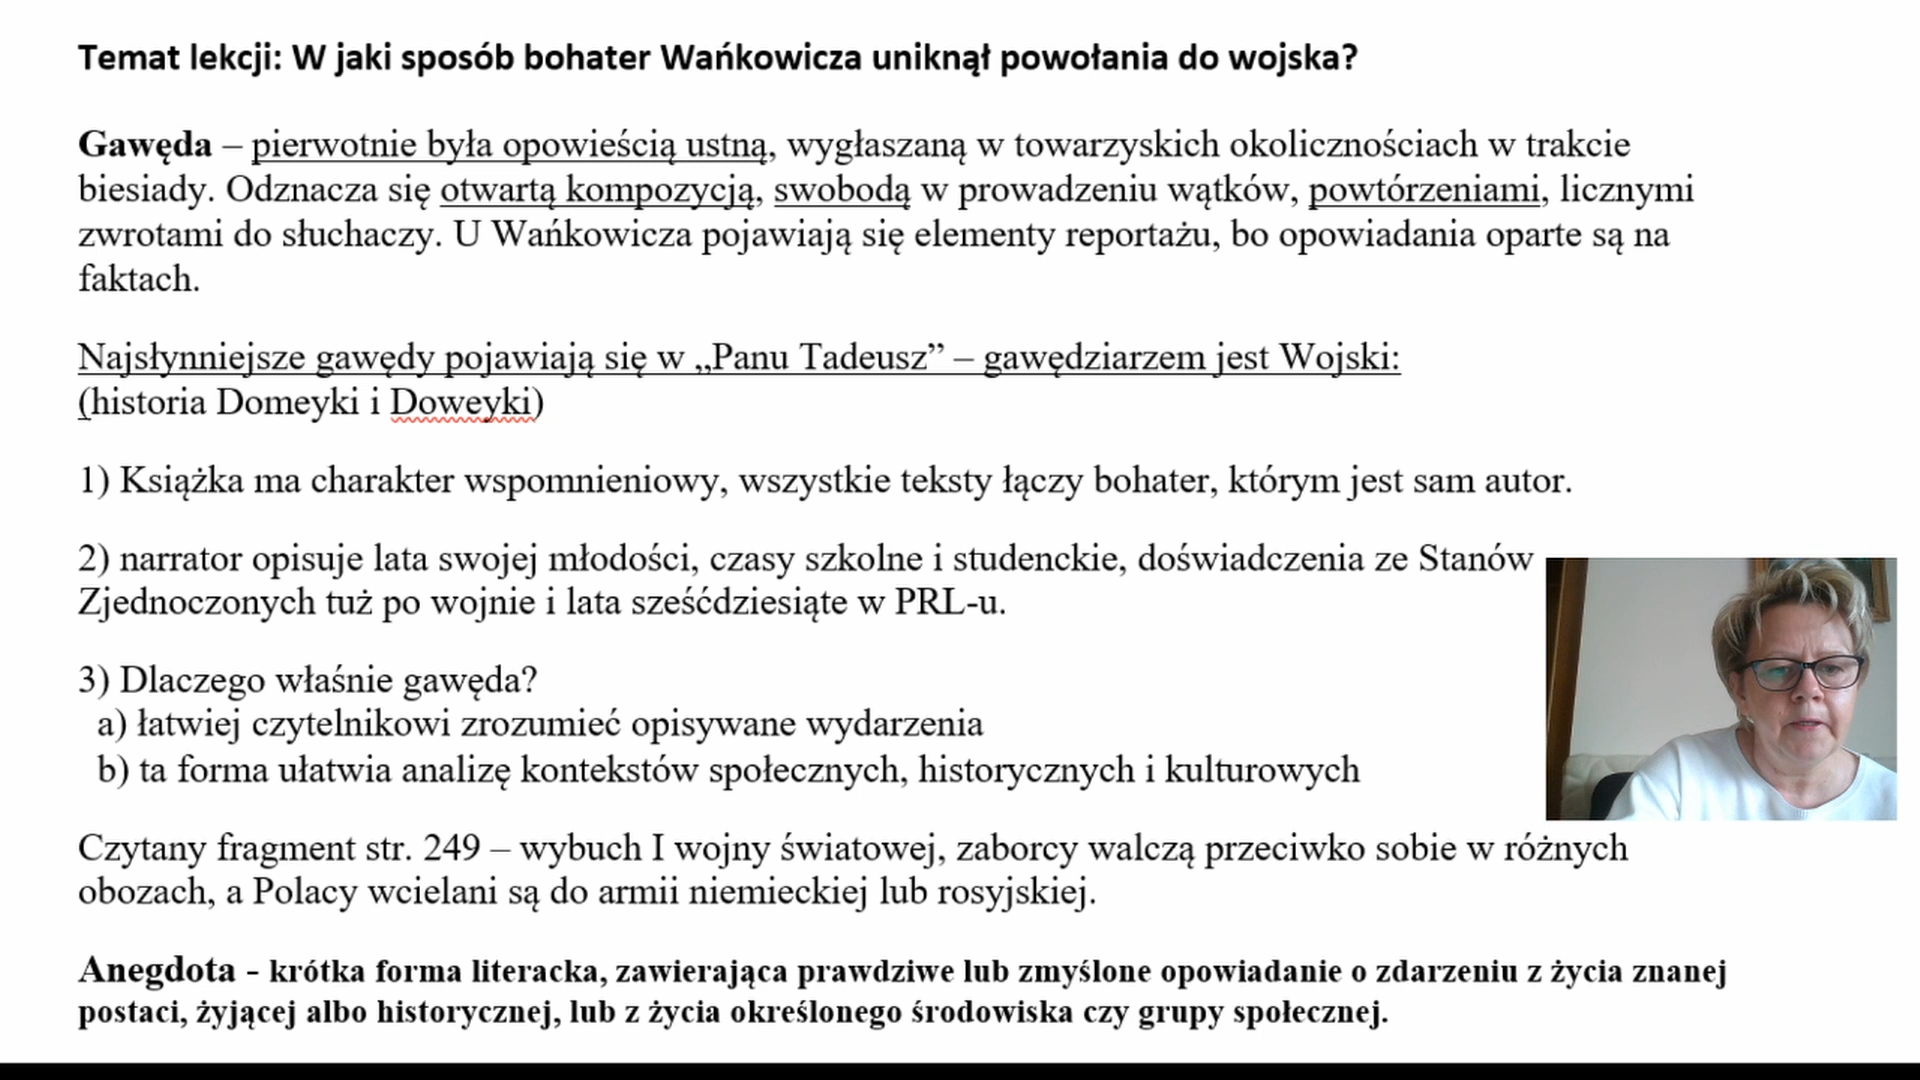 Temat lekcji: W jaki sposób bohater Wańkowicza uniknął powołania do wojska?
Gawęda – pierwotnie była opowieścią ustną, wygłaszaną w towarzyskich okolicznościach w trakcie
biesiady. Odznacza się otwartą kompozycją, swobodą w prowadzeniu wątków, powtórzeniami, licznymi
zwrotami do słuchaczy. U Wańkowicza pojawiają się elementy reportażu, bo opowiadania oparte są na
faktach.
Najsłynniejsze gawędy pojawiają się w „Panu Tadeusz” – gawędziarzem jest Wojski:
(historia Domeyki i Doweyki)
1) Książka ma charakter wspomnieniowy, wszystkie teksty łączy bohater, którym jest sam autor.
2) narrator opisuje lata swojej młodości, czasy szkolne i studenckie, doświadczenia ze Stanów
Zjednoczonych tuż po wojnie i lata sześćdziesiąte w PRL-u.
3) Dlaczego właśnie gawęda?
a) łatwiej czytelnikowi zrozumieć opisywane wydarzenia
b) ta forma ułatwia analizę kontekstów społecznych, historycznych i kulturowych
Czytany fragment str. 249 – wybuch I wojny światowej, zaborcy walczą przeciwko sobie w różnych
obozach, a Polacy wcielani są do armii niemieckiej lub rosyjskiej.
Anegdota - krótka forma literacka, zawierająca prawdziwe lub zmyślone opowiadanie o zdarzeniu z życia znanej
postaci, żyjącej albo historycznej, lub z życia określonego środowiska czy grupy społecznej.